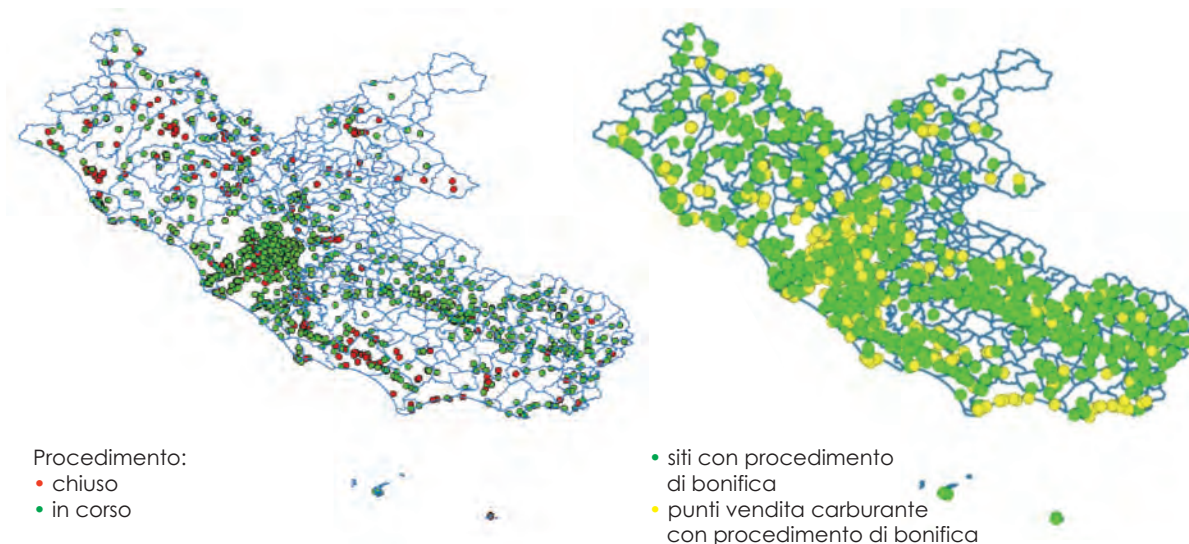 Procedimento:
• chiuso
• in corso
• siti con procedimento
di bonifica
• punti vendita carburante
con procedimento di bonifica